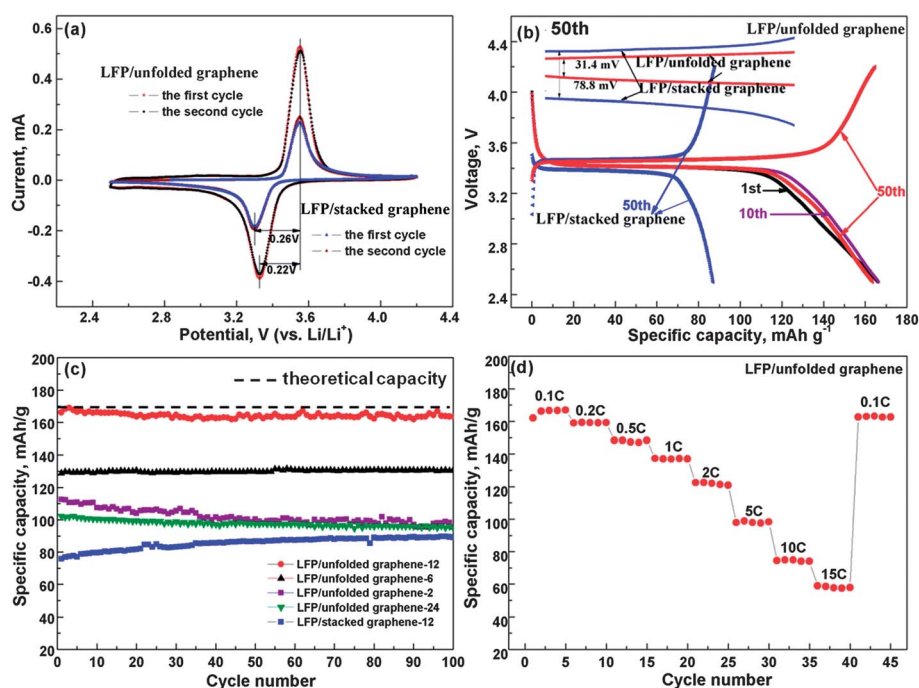 (a)
LFP/unfolded graphene
the first cycle
the second cycle
LFP/stacked graphene
the first cycle
the second cycle
0.26V
0.22V
Current, mA
0.4
0.2
0.0
-0.2
-0.4
2.4 2.8 3.2 3.6 4.0 4.4
Potential, V (vs. Li/Li+)
(b)
50th
LFP/unfolded graphene
31.4 mV
LFP/unfolded graphene
78.8 mV
LFP/stacked graphene
1st
50th
50th
10th
LFP/stacked graphene
Voltage, V
4.4
4.0
3.6
3.2
2.8
2.4
0 20 40 60 80 100 120 140 160 180
Specific capacity, mAh g-1
(c)
theoretical capacity
LFP/unfolded graphene-12
LFP/unfolded graphene-6
LFP/unfolded graphene-2
LFP/unfolded graphene-24
LFP/stacked graphene-12
Specific capacity, mAh/g
200
180
160
140
120
100
80
60
40
20
0 10 20 30 40 50 60 70 80 90 100
Cycle number
(d)
LFP/unfolded graphene
0.1C
0.2C
0.5C
1C
2C
5C
10C
15C
0.1C
Specific capacity, mAh/g
200
180
160
140
120
100
80
60
40
20
0 5 10 15 20 25 30 35 40 45
Cycle number